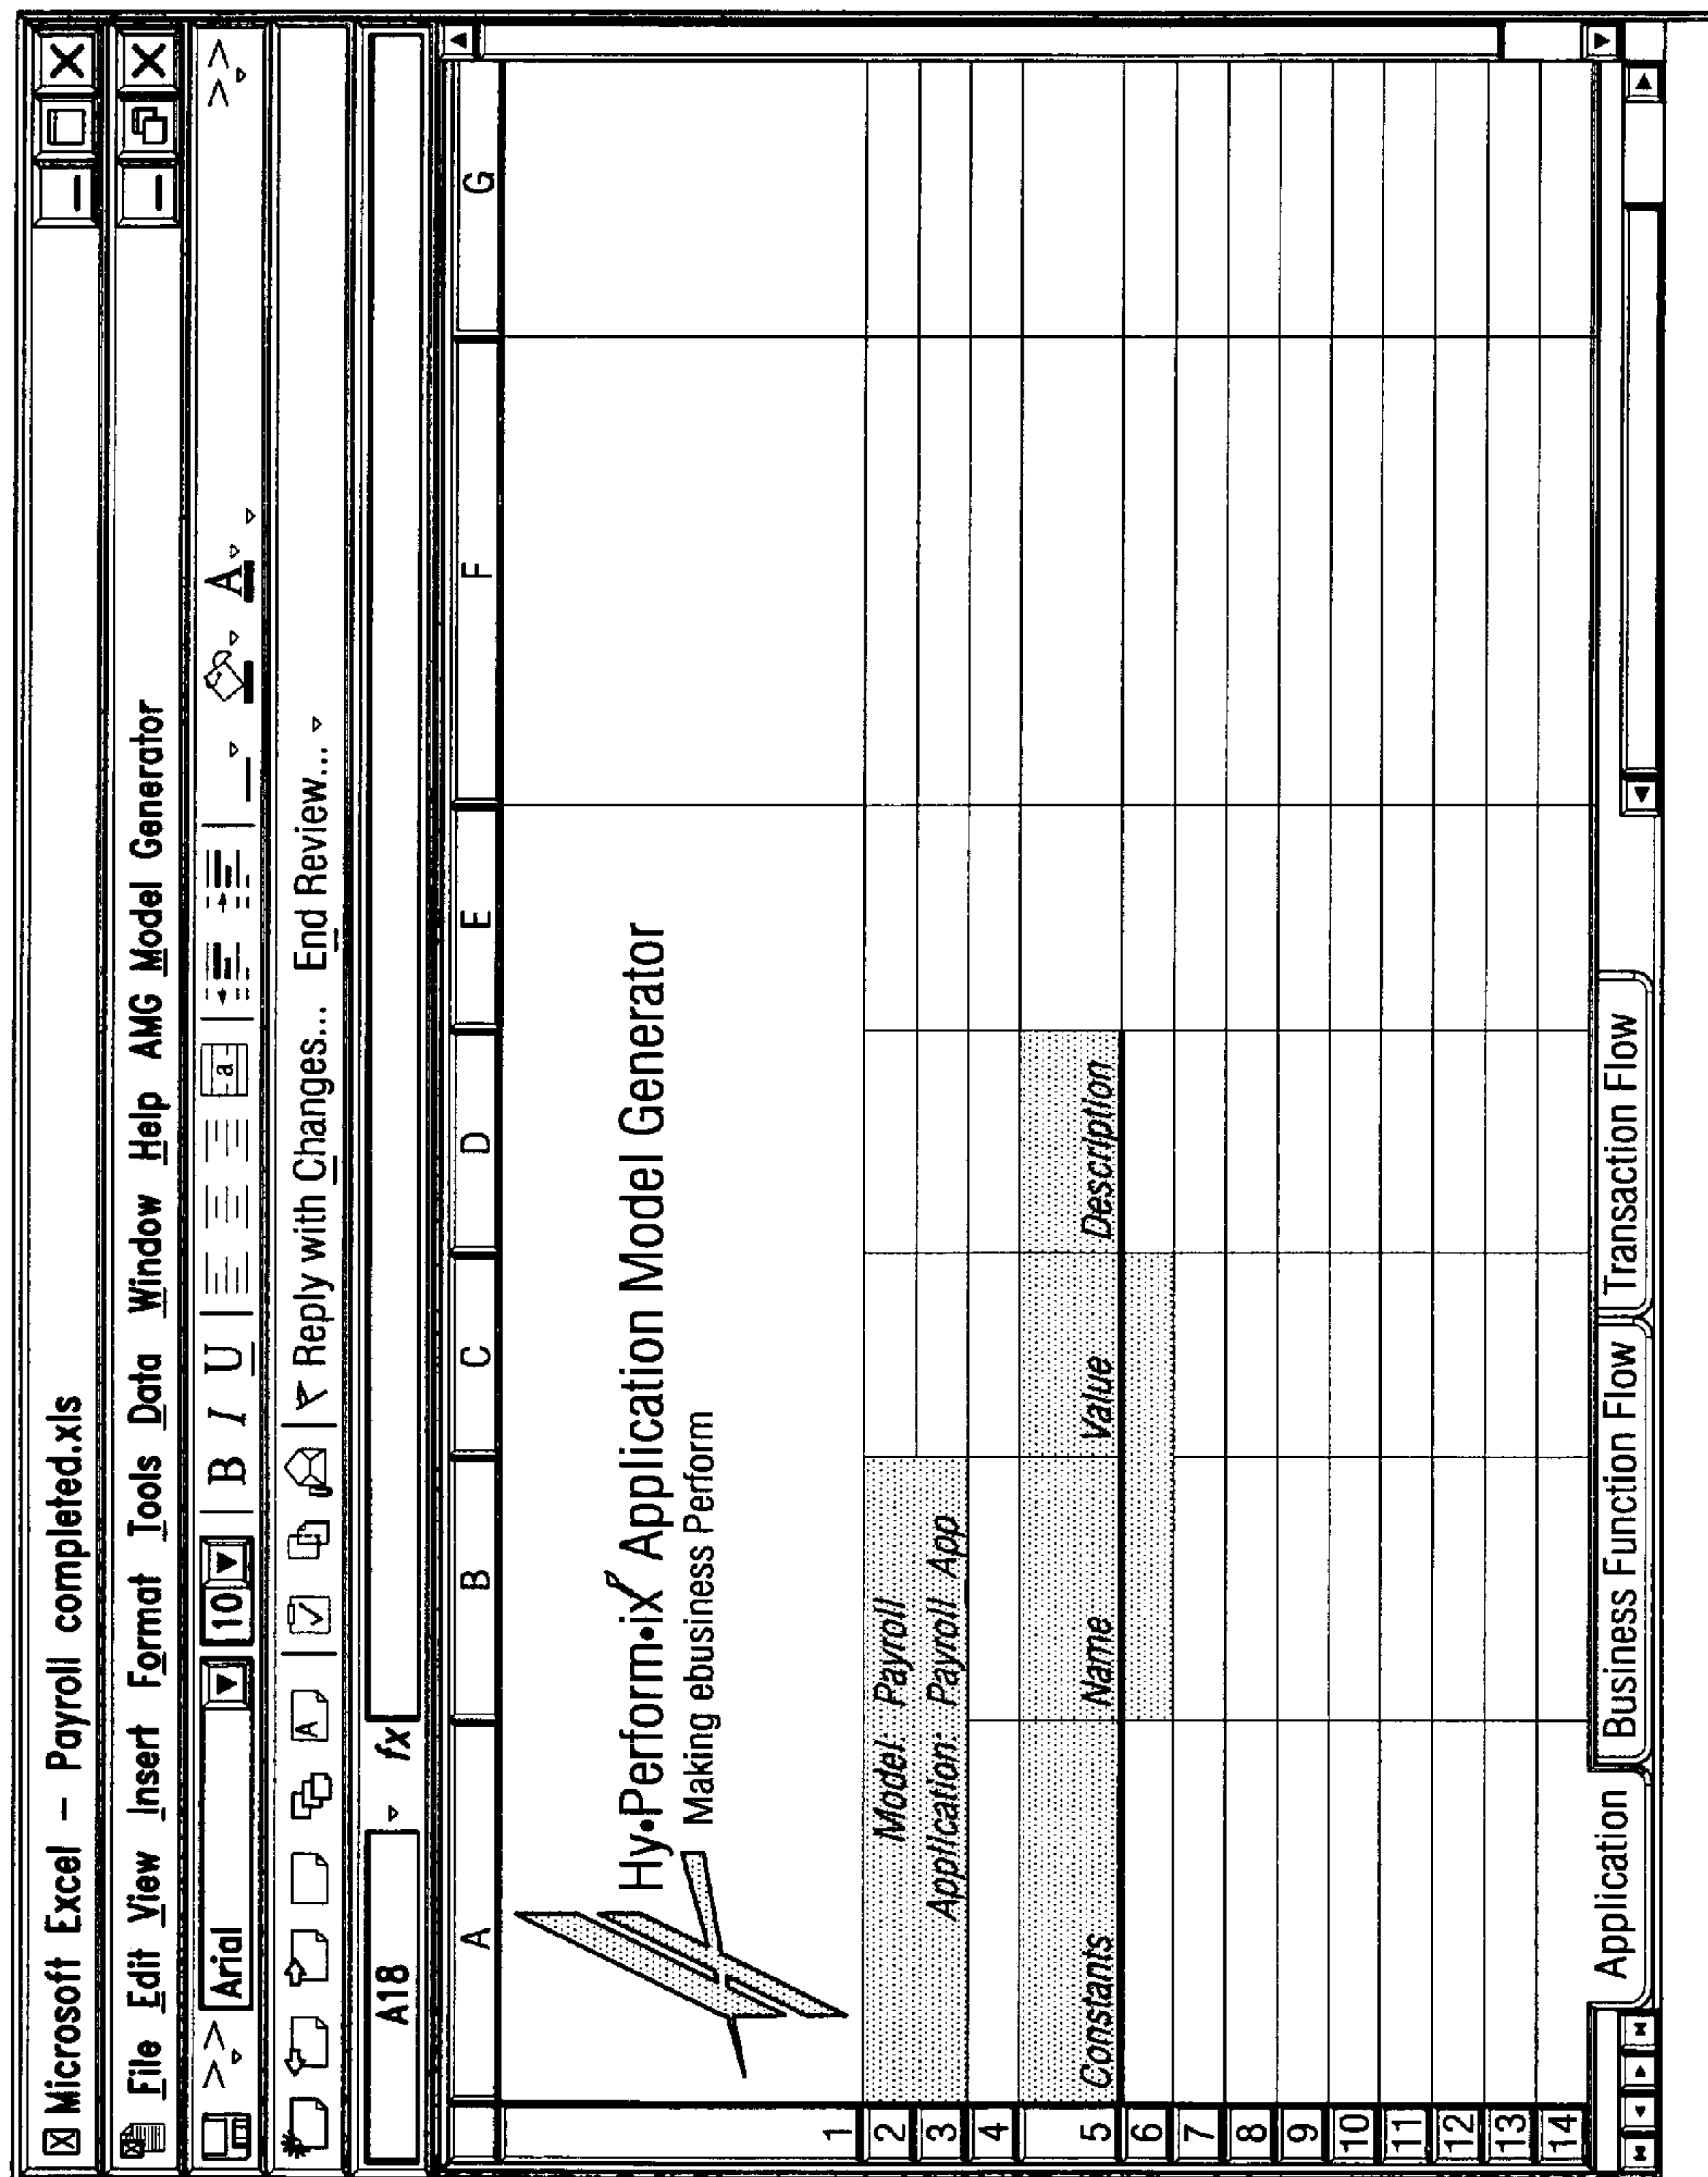 Microsoft Excel – Payroll completed.xls
File Edit View Insert Format Tools Data Window Help AMG Model Generator
>> Arial 10 B I U a A >>
A Reply with Changes... End Review...
A18 fx
A B C D E F G
1
Hy•Perform•ix Application Model Generator
Making ebusiness Perform
2 Model: Payroll
3 Application: Payroll App
4
5 Constants Name Value Description
6
7
8
9
10
11
12
13
14
Application Business Function Flow Transaction Flow